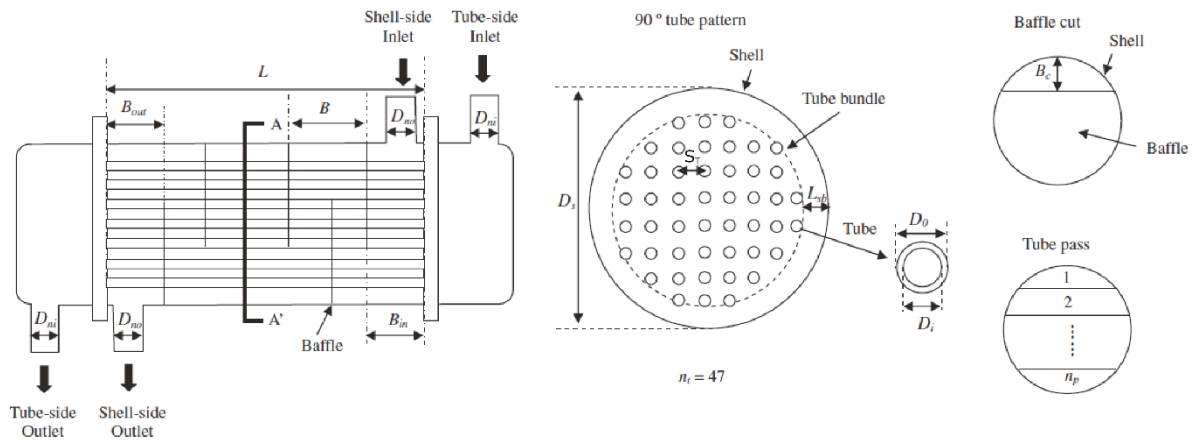 Shell-side
Inlet
Tube-side
Inlet
L
B_out
B
D_no
D_ni
A
A'
D_ni
D_no
Baffle
B_in
Tube-side
Outlet
Shell-side
Outlet
90 ° tube pattern
Shell
Tube bundle
S_T
D_s
L_sb
Tube
D_0
D_i
n_t = 47
Baffle cut
Shell
B_c
Baffle
Tube pass
1
2
n_p